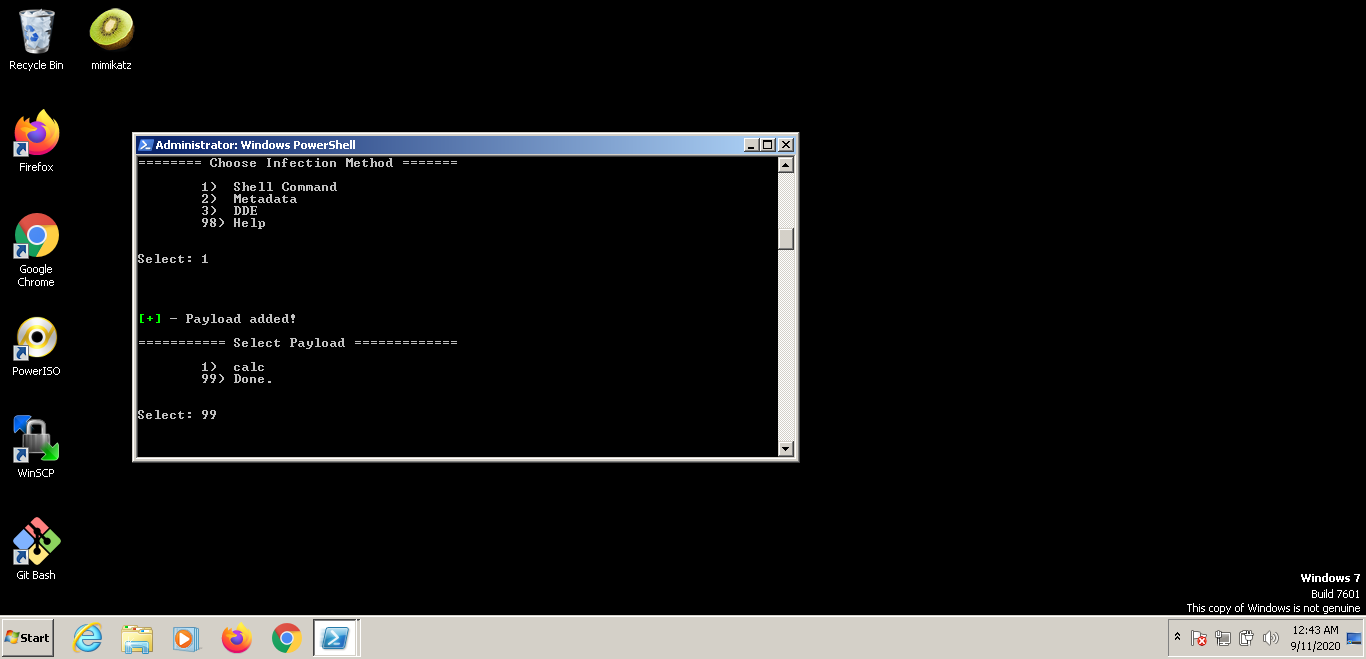 Recycle Bin
mimikatz
Firefox
Google
Chrome
PowerISO
WinSCP
Git Bash
Administrator: Windows PowerShell
======== Choose Infection Method =======
1) Shell Command
2) Metadata
3) DDE
98) Help
Select: 1
[+] - Payload added!
=========== Select Payload =============
1) calc
99) Done.
Select: 99
Windows 7
Build 7601
This copy of Windows is not genuine
Start
12:43 AM
9/11/2020